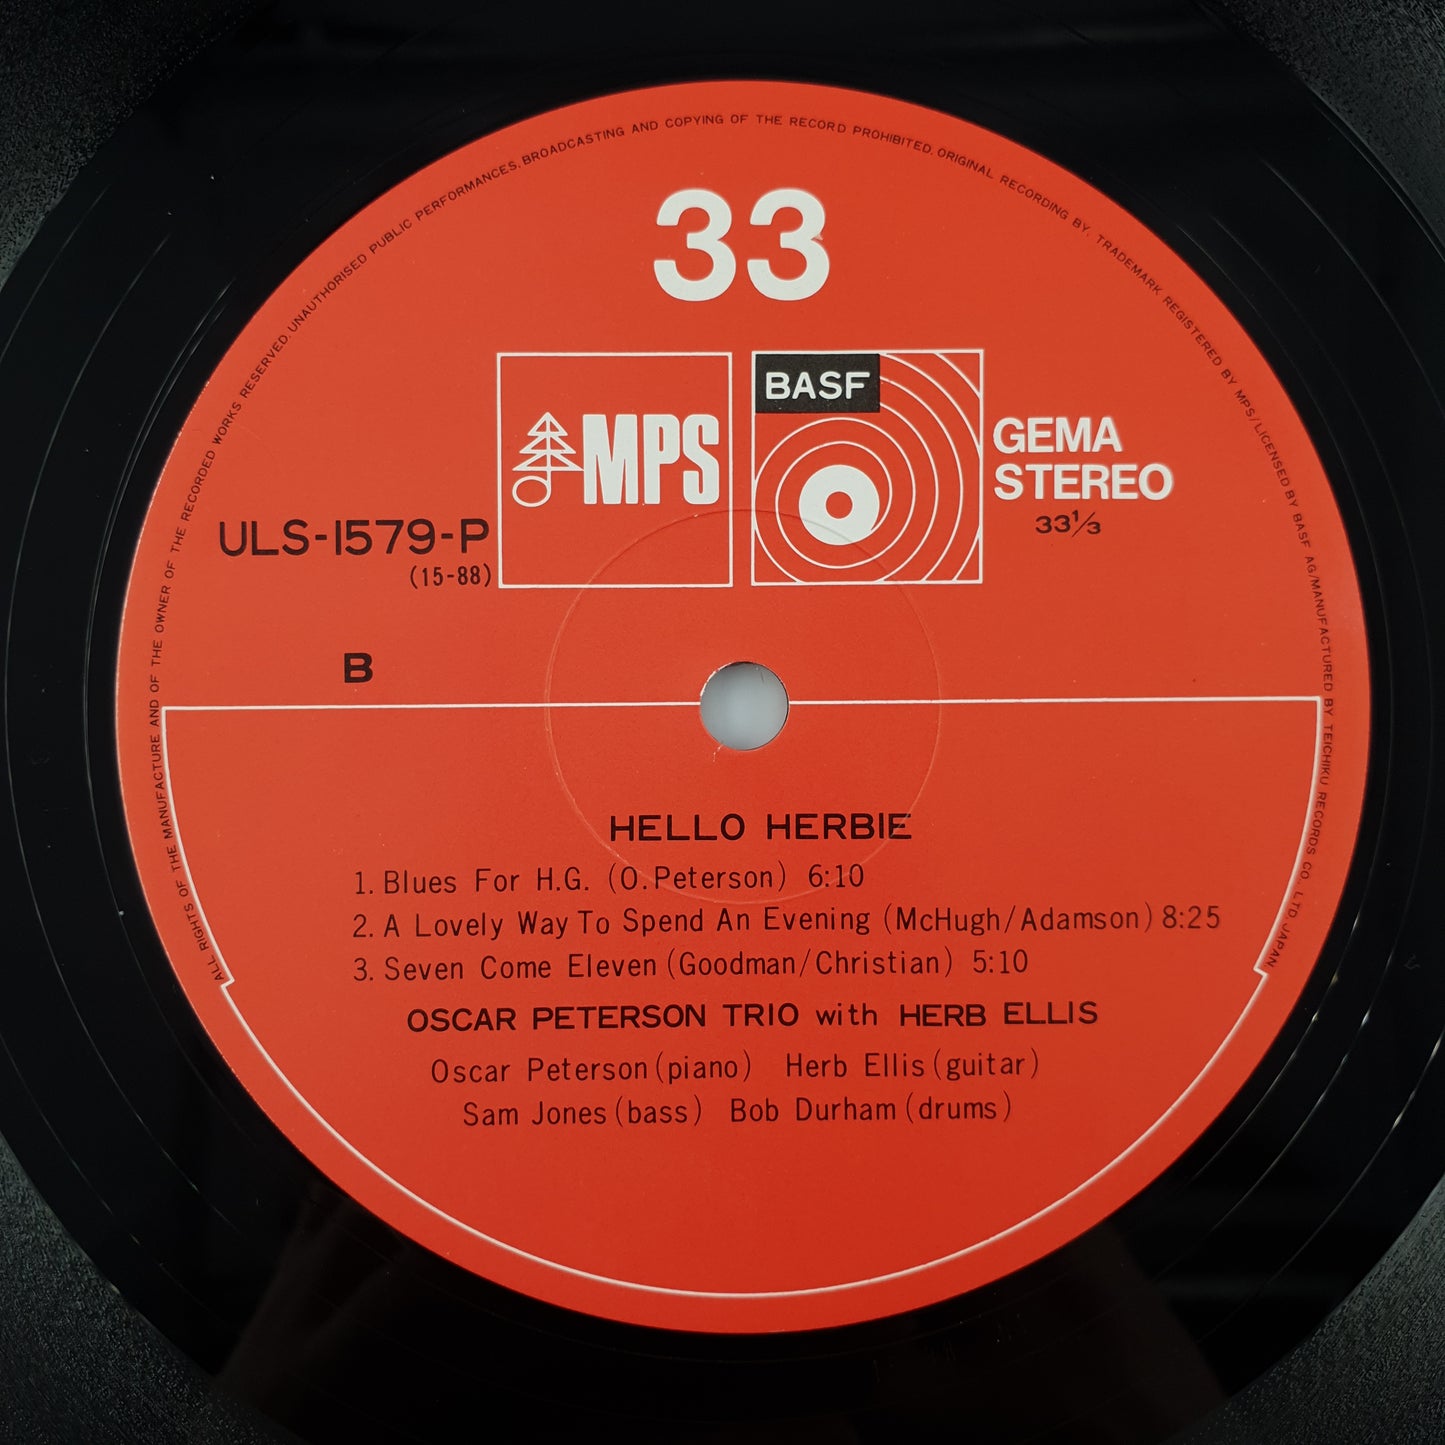 ALL RIGHTS OF THE MANUFACTURE AND OF THE OWNER OF THE RECORDED WORKS RESERVED. UNAUTHORISED PUBLIC PERFORMANCES, BROADCASTING AND COPYING OF THE RECORD PROHIBITED. ORIGINAL RECORDING BY, TRADEMARK REGISTERED BY MPS/LICENSED BY BASF AG/MANUFACTURED BY TEICHIKU RECORDS CO. LTD. JAPAN
33
MPS
BASF
GEMA
STEREO
33 1/3
ULS-1579-P
(15-88)
B
HELLO HERBIE
1. Blues For H.G. (O. Peterson) 6:10
2. A Lovely Way To Spend An Evening (McHugh/Adamson) 8:25
3. Seven Come Eleven (Goodman/Christian) 5:10
OSCAR PETERSON TRIO with HERB ELLIS
Oscar Peterson (piano) Herb Ellis (guitar)
Sam Jones (bass) Bob Durham (drums)